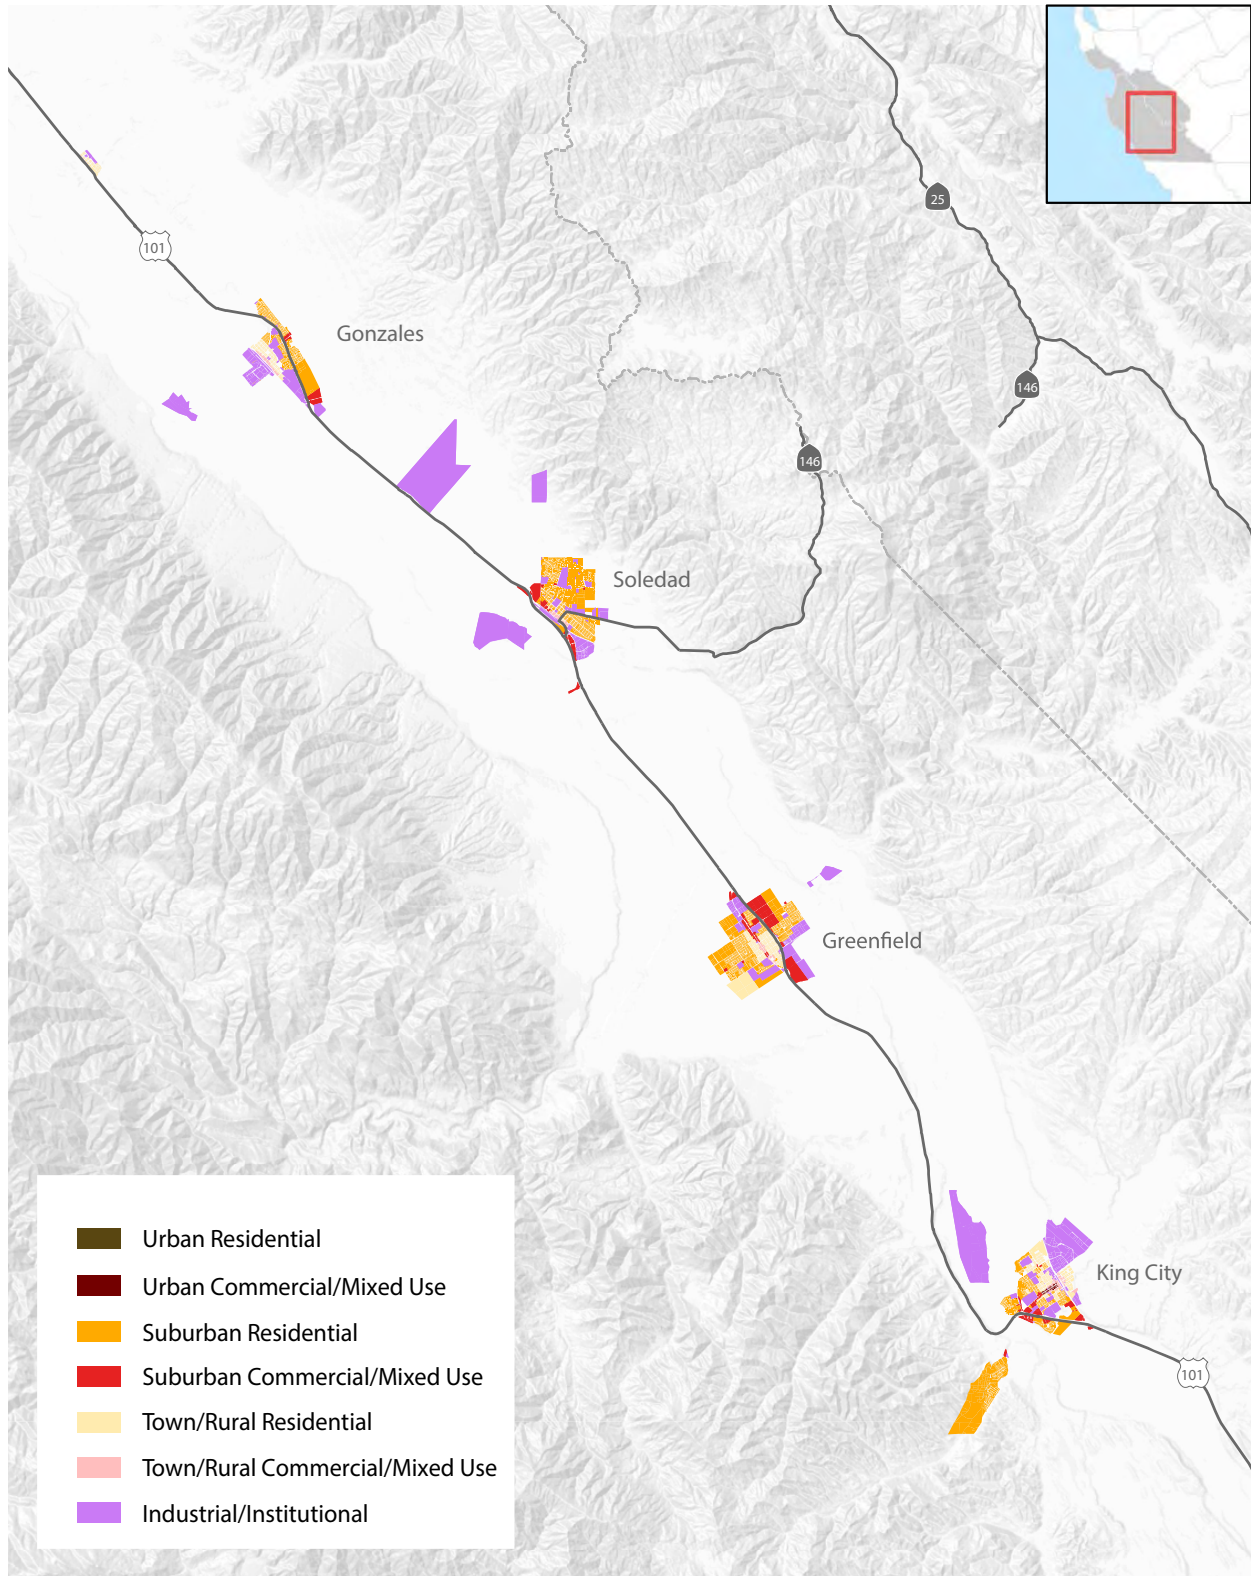 25
101
Gonzales
146
146
Soledad
Greenfield
King City
101
Urban Residential
Urban Commercial/Mixed Use
Suburban Residential
Suburban Commercial/Mixed Use
Town/Rural Residential
Town/Rural Commercial/Mixed Use
Industrial/Institutional